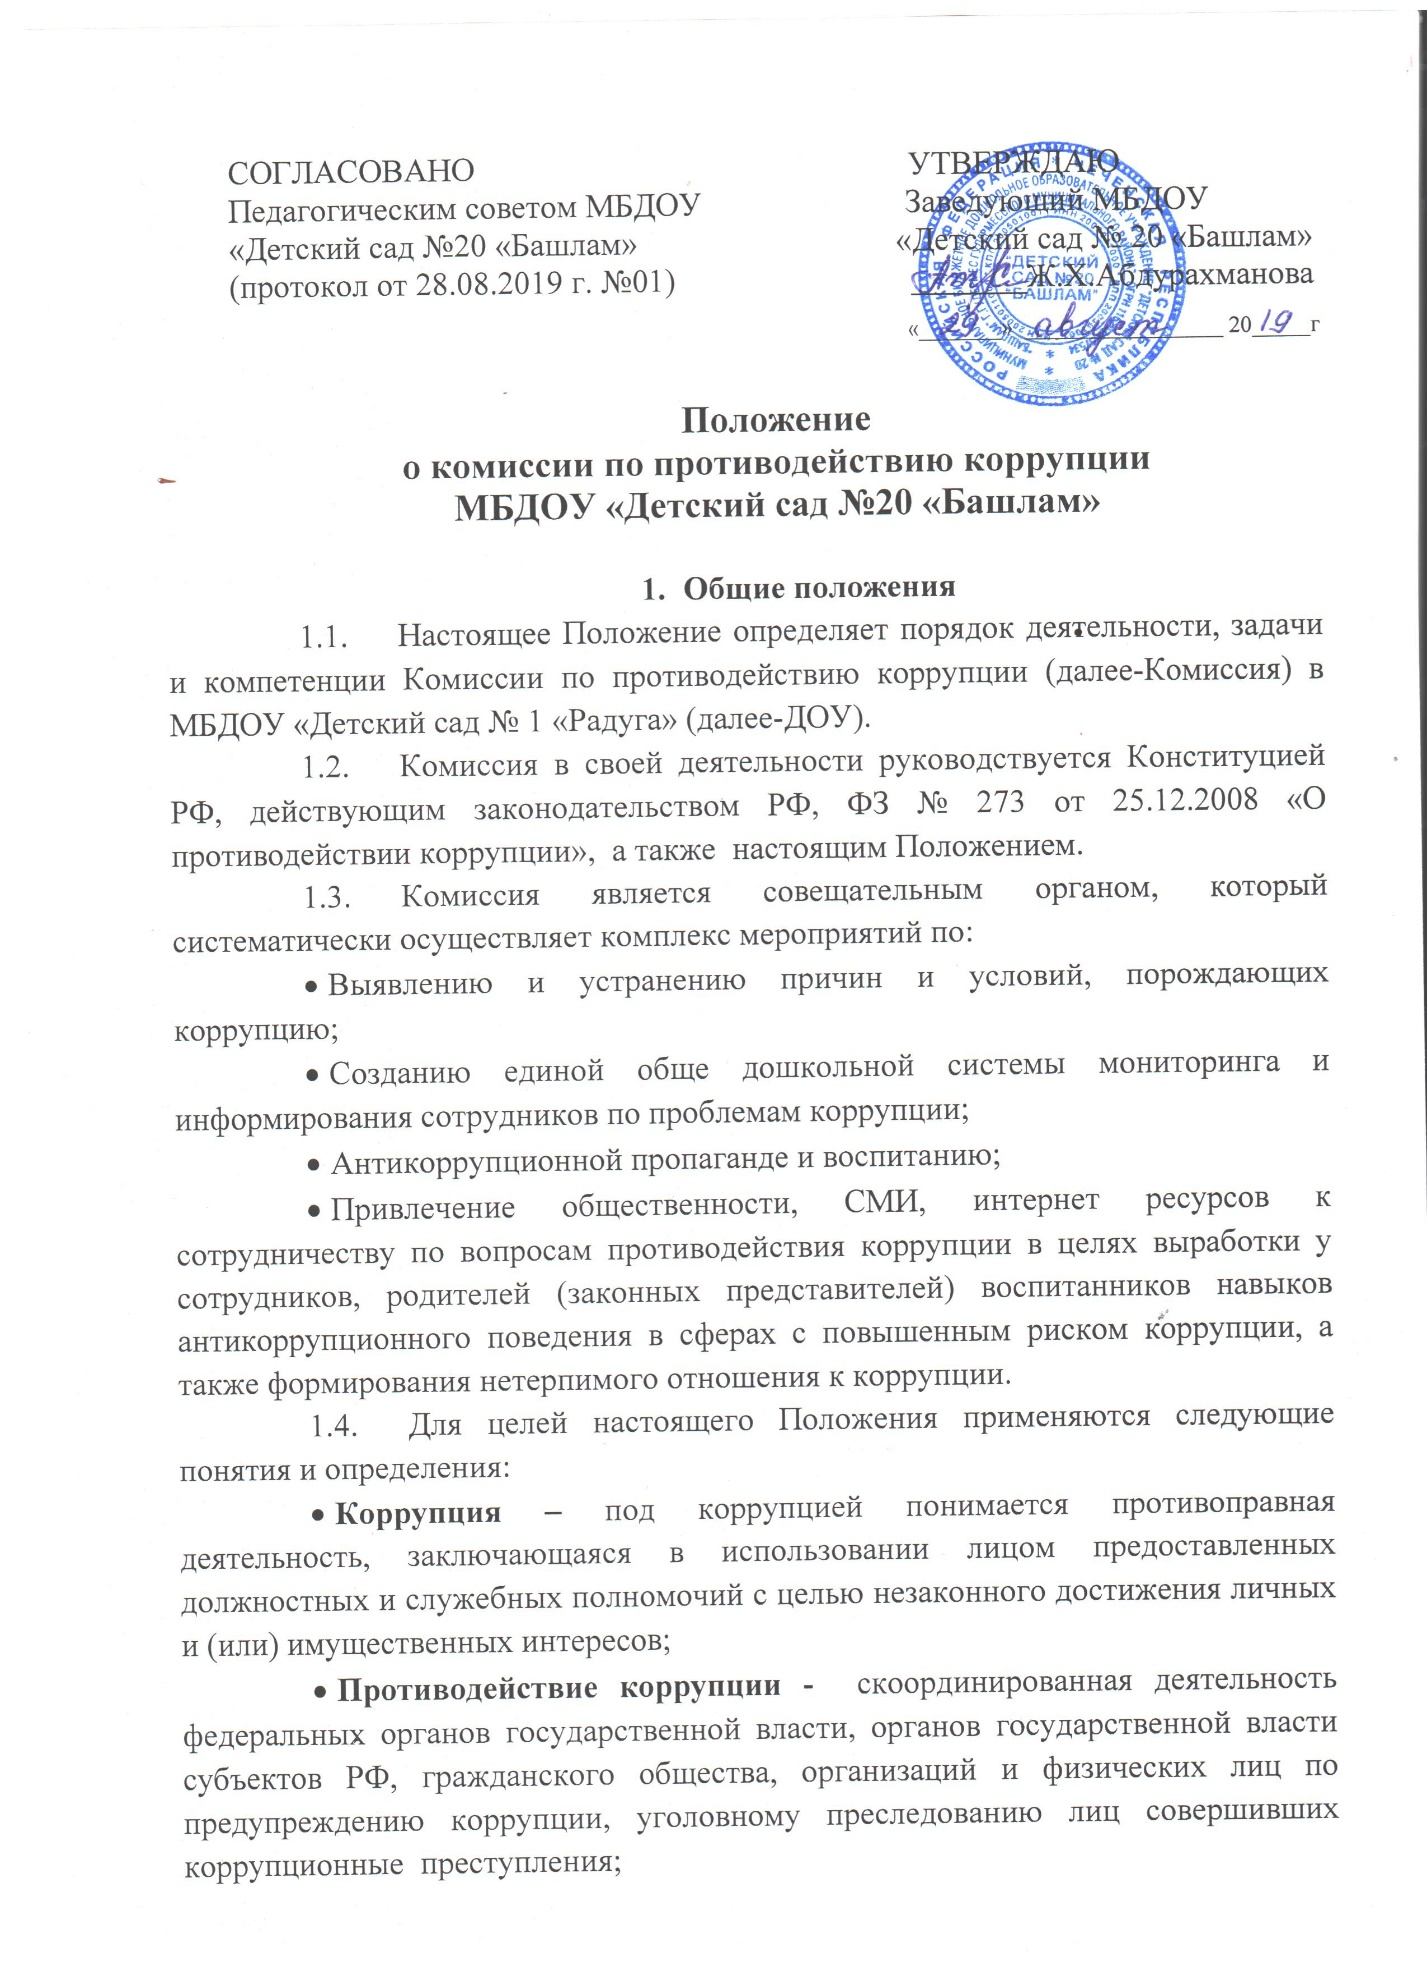 СОГЛАСОВАНО
Педагогическим советом МБДОУ
«Детский сад №20 «Башлам»
(протокол от 28.08.2019 г. №01)
УТВЕРЖДАЮ
Заведующий МБДОУ
«Детский сад № 20 «Башлам»
Ж.Х.Абдурахманова
« 29 » август 20 19 г
РОССИЙСКАЯ ФЕДЕРАЦИЯ * ЧЕЧЕНСКАЯ РЕСПУБЛИКА
"ДЕТСКИЙ
САД №20
"БАШЛАМ"
Положение
о комиссии по противодействию коррупции
МБДОУ «Детский сад №20 «Башлам»
1. Общие положения
1.1. Настоящее Положение определяет порядок деятельности, задачи
и компетенции Комиссии по противодействию коррупции (далее-Комиссия) в
МБДОУ «Детский сад № 1 «Радуга» (далее-ДОУ).
1.2. Комиссия в своей деятельности руководствуется Конституцией
РФ, действующим законодательством РФ, ФЗ № 273 от 25.12.2008 «О
противодействии коррупции», а также настоящим Положением.
1.3. Комиссия является совещательным органом, который
систематически осуществляет комплекс мероприятий по:
• Выявлению и устранению причин и условий, порождающих
коррупцию;
• Созданию единой обще дошкольной системы мониторинга и
информирования сотрудников по проблемам коррупции;
• Антикоррупционной пропаганде и воспитанию;
• Привлечение общественности, СМИ, интернет ресурсов к
сотрудничеству по вопросам противодействия коррупции в целях выработки у
сотрудников, родителей (законных представителей) воспитанников навыков
антикоррупционного поведения в сферах с повышенным риском коррупции, а
также формирования нетерпимого отношения к коррупции.
1.4. Для целей настоящего Положения применяются следующие
понятия и определения:
• Коррупция – под коррупцией понимается противоправная
деятельность, заключающаяся в использовании лицом предоставленных
должностных и служебных полномочий с целью незаконного достижения личных
и (или) имущественных интересов;
• Противодействие коррупции - скоординированная деятельность
федеральных органов государственной власти, органов государственной власти
субъектов РФ, гражданского общества, организаций и физических лиц по
предупреждению коррупции, уголовному преследованию лиц совершивших
коррупционные преступления;